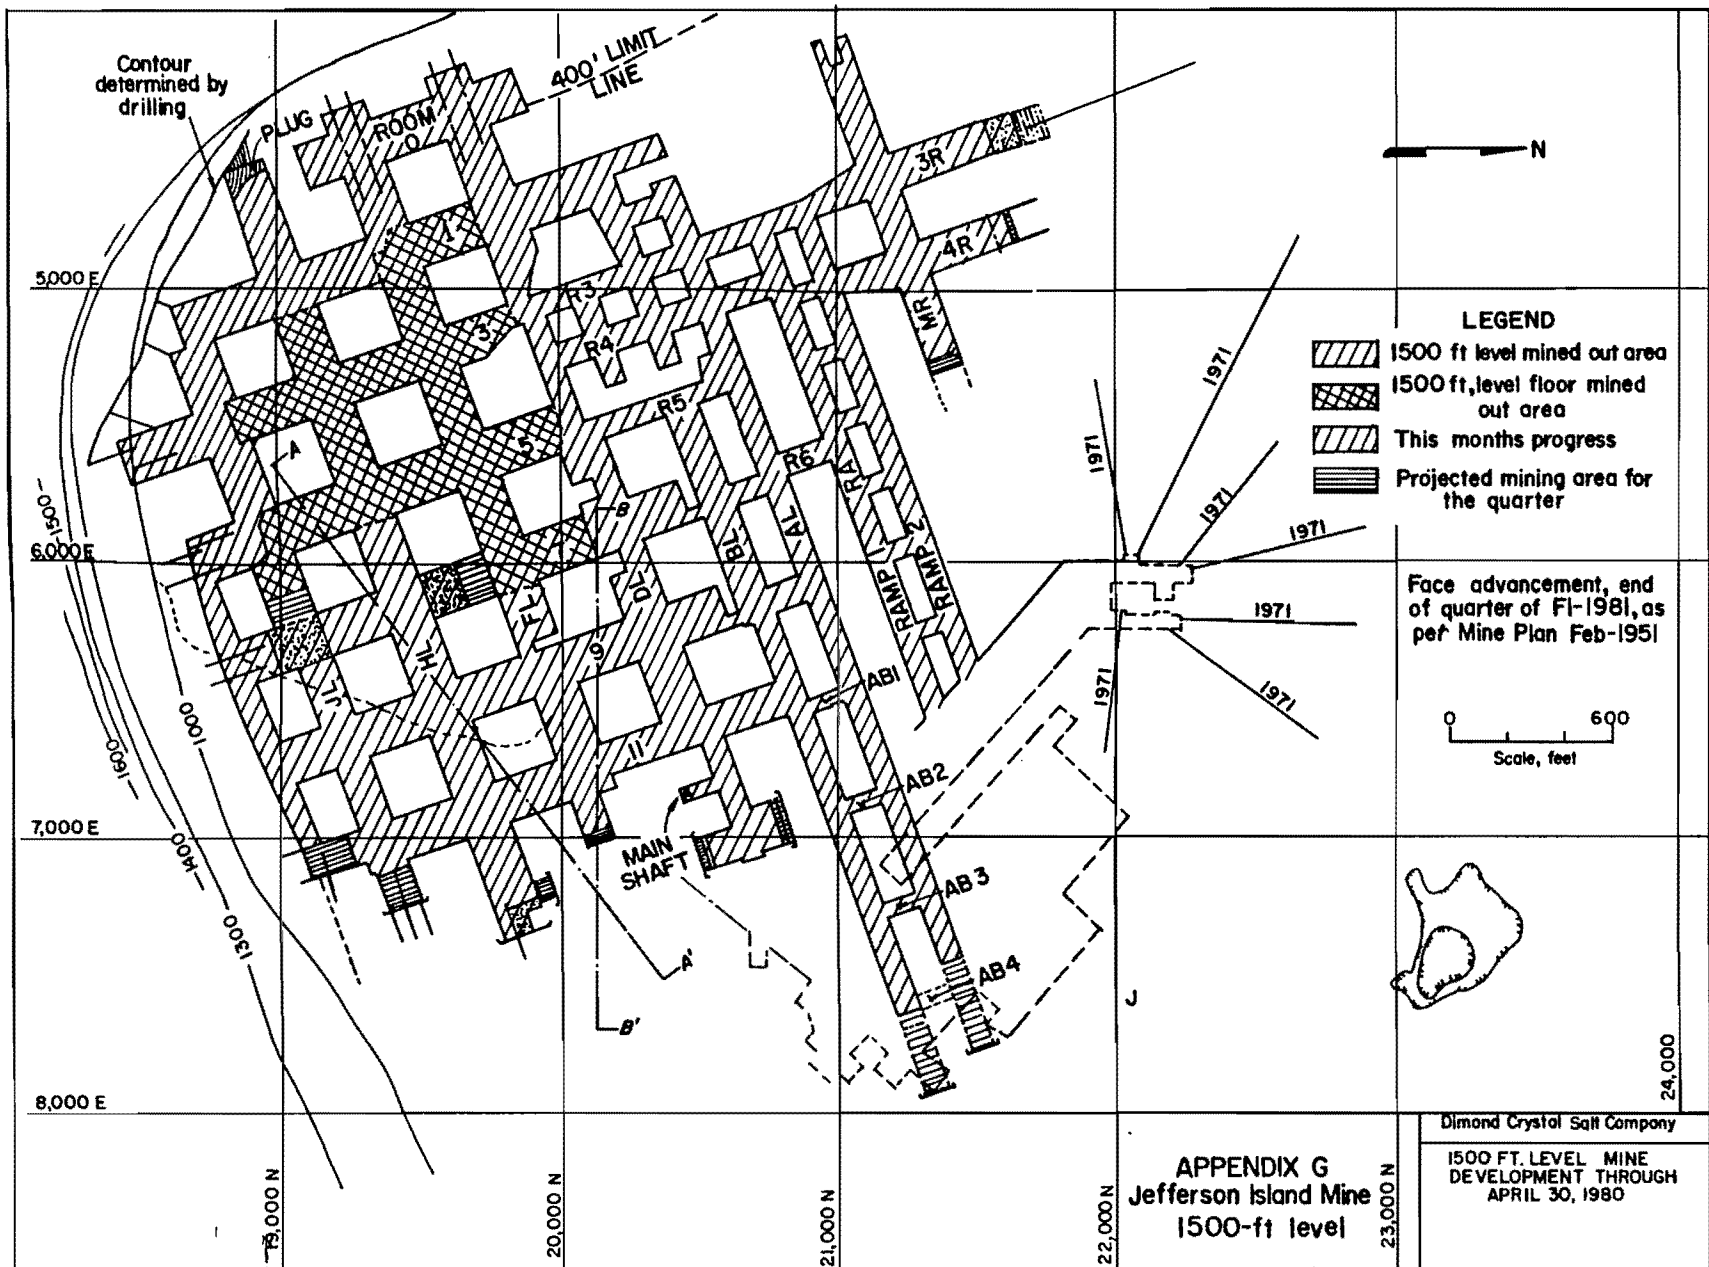 400' LIMIT
LINE
Contour
determined by
drilling
PLUG
ROOM
0
3R
N
1
4R
5,000 E
r3
MR
3
R4
LEGEND
1500 ft level mined out area
1500 ft, level floor mined
out area
This months progress
Projected mining area for
the quarter
1971
R5
5
A
R6
RA
1971
1971
1971
-1500-
B
AL
BL
6,000 E
RAMP 1
RAMP 2
DL
FL
Face advancement, end
of quarter of F1-1981, as
per Mine Plan Feb-1951
1971
HL
9
JL
1971
1971
AB1
1000
0
600
Scale, feet
1600
11
AB2
7,000 E
MAIN
SHAFT
1400
AB3
1300
A'
AB4
J
B'
8,000 E
24,000
Dimond Crystal Salt Company
1500 FT. LEVEL MINE
DEVELOPMENT THROUGH
APRIL 30, 1980
APPENDIX G
Jefferson Island Mine
1500-ft level
19,000 N
20,000 N
21,000 N
22,000 N
23,000 N